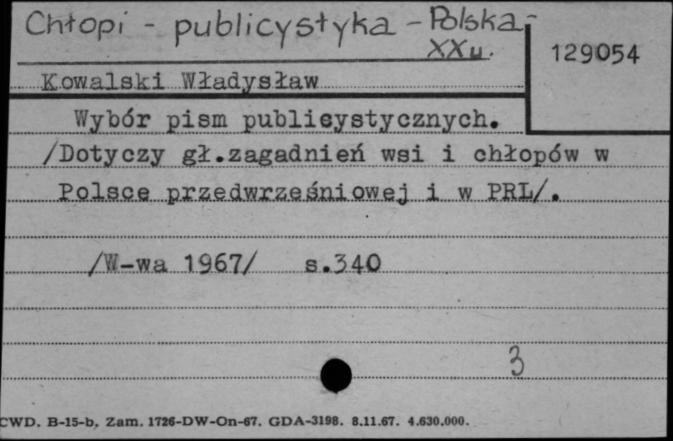 Chłopi - publicystyka - Polska -
XXw.
129054
Kowalski Władysław
Wybór pism publicystycznych.
/Dotyczy gł.zagadnień wsi i chłopów w
Polsce przedwrześniowej i w PRL/.
/W-wa 1967/ s.340
3
CWD. B-15-b, Zam. 1726-DW-On-67. GDA-3198. 8.11.67. 4.630.000.